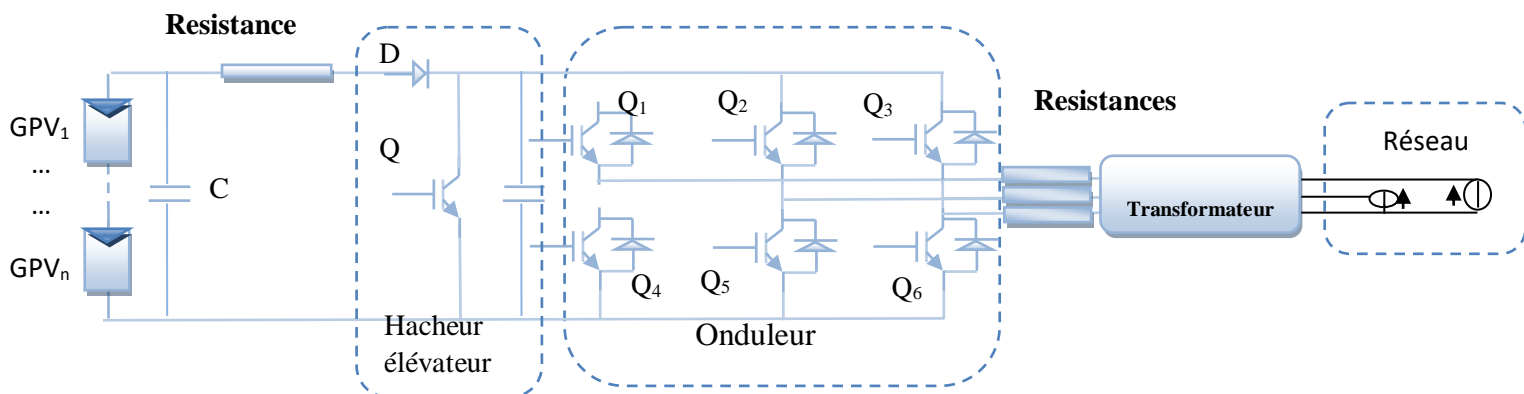 Resistance
D
GPV1
...
...
GPVn
C
Q
Hacheur
élévateur
Q1
Q2
Q3
Q4
Q5
Q6
Onduleur
Resistances
Transformateur
Réseau